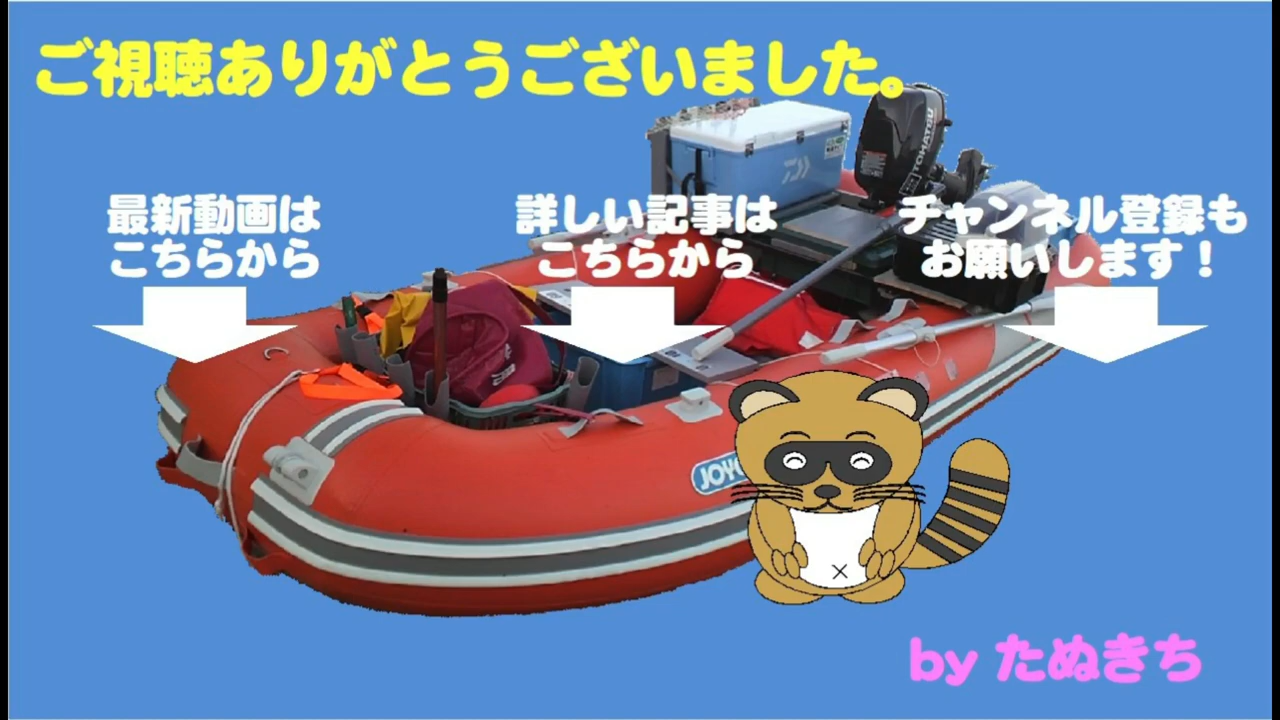 ご視聴ありがとうございました。
最新動画は
こちらから
詳しい記事は
こちらから
チャンネル登録も
お願いします！
TOHATSU
by たぬきち